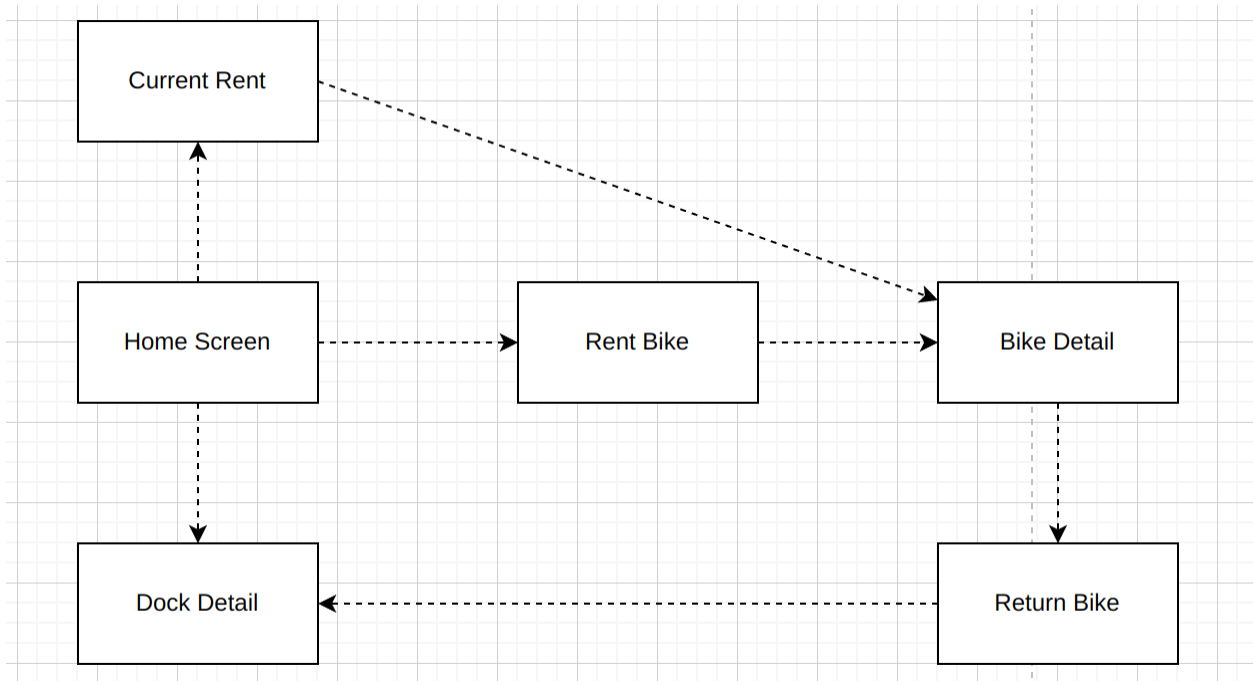 Current Rent
Home Screen
Rent Bike
Bike Detail
Dock Detail
Return Bike